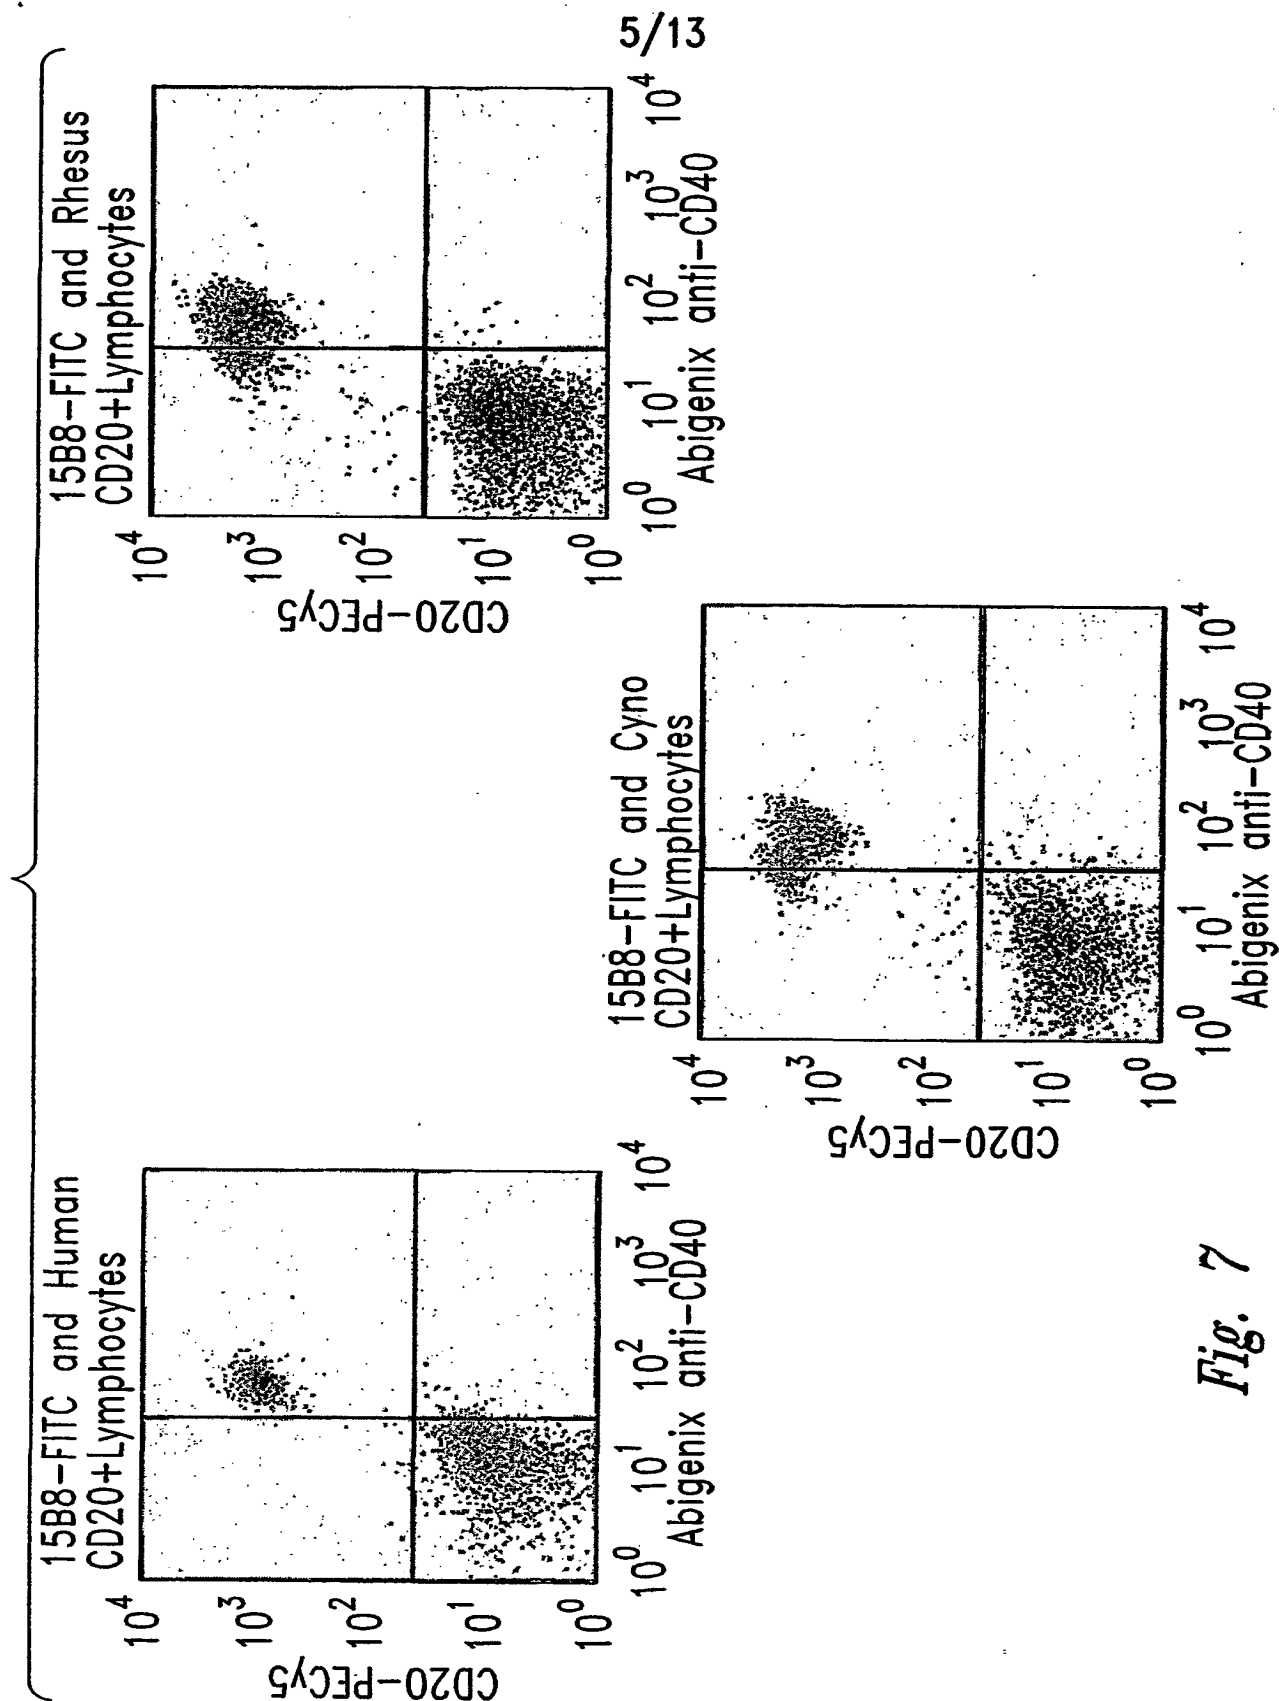 5/13
15B8-FITC and Human
CD20+Lymphocytes
CD20-PECy5
10^4
10^3
10^2
10^1
10^0
10^0 10^1 10^2 10^3 10^4
Abigenix anti-CD40
15B8-FITC and Rhesus
CD20+Lymphocytes
CD20-PECy5
10^4
10^3
10^2
10^1
10^0
10^0 10^1 10^2 10^3 10^4
Abigenix anti-CD40
15B8-FITC and Cyno
CD20+Lymphocytes
CD20-PECy5
10^4
10^3
10^2
10^1
10^0
10^0 10^1 10^2 10^3 10^4
Abigenix anti-CD40
Fig. 7